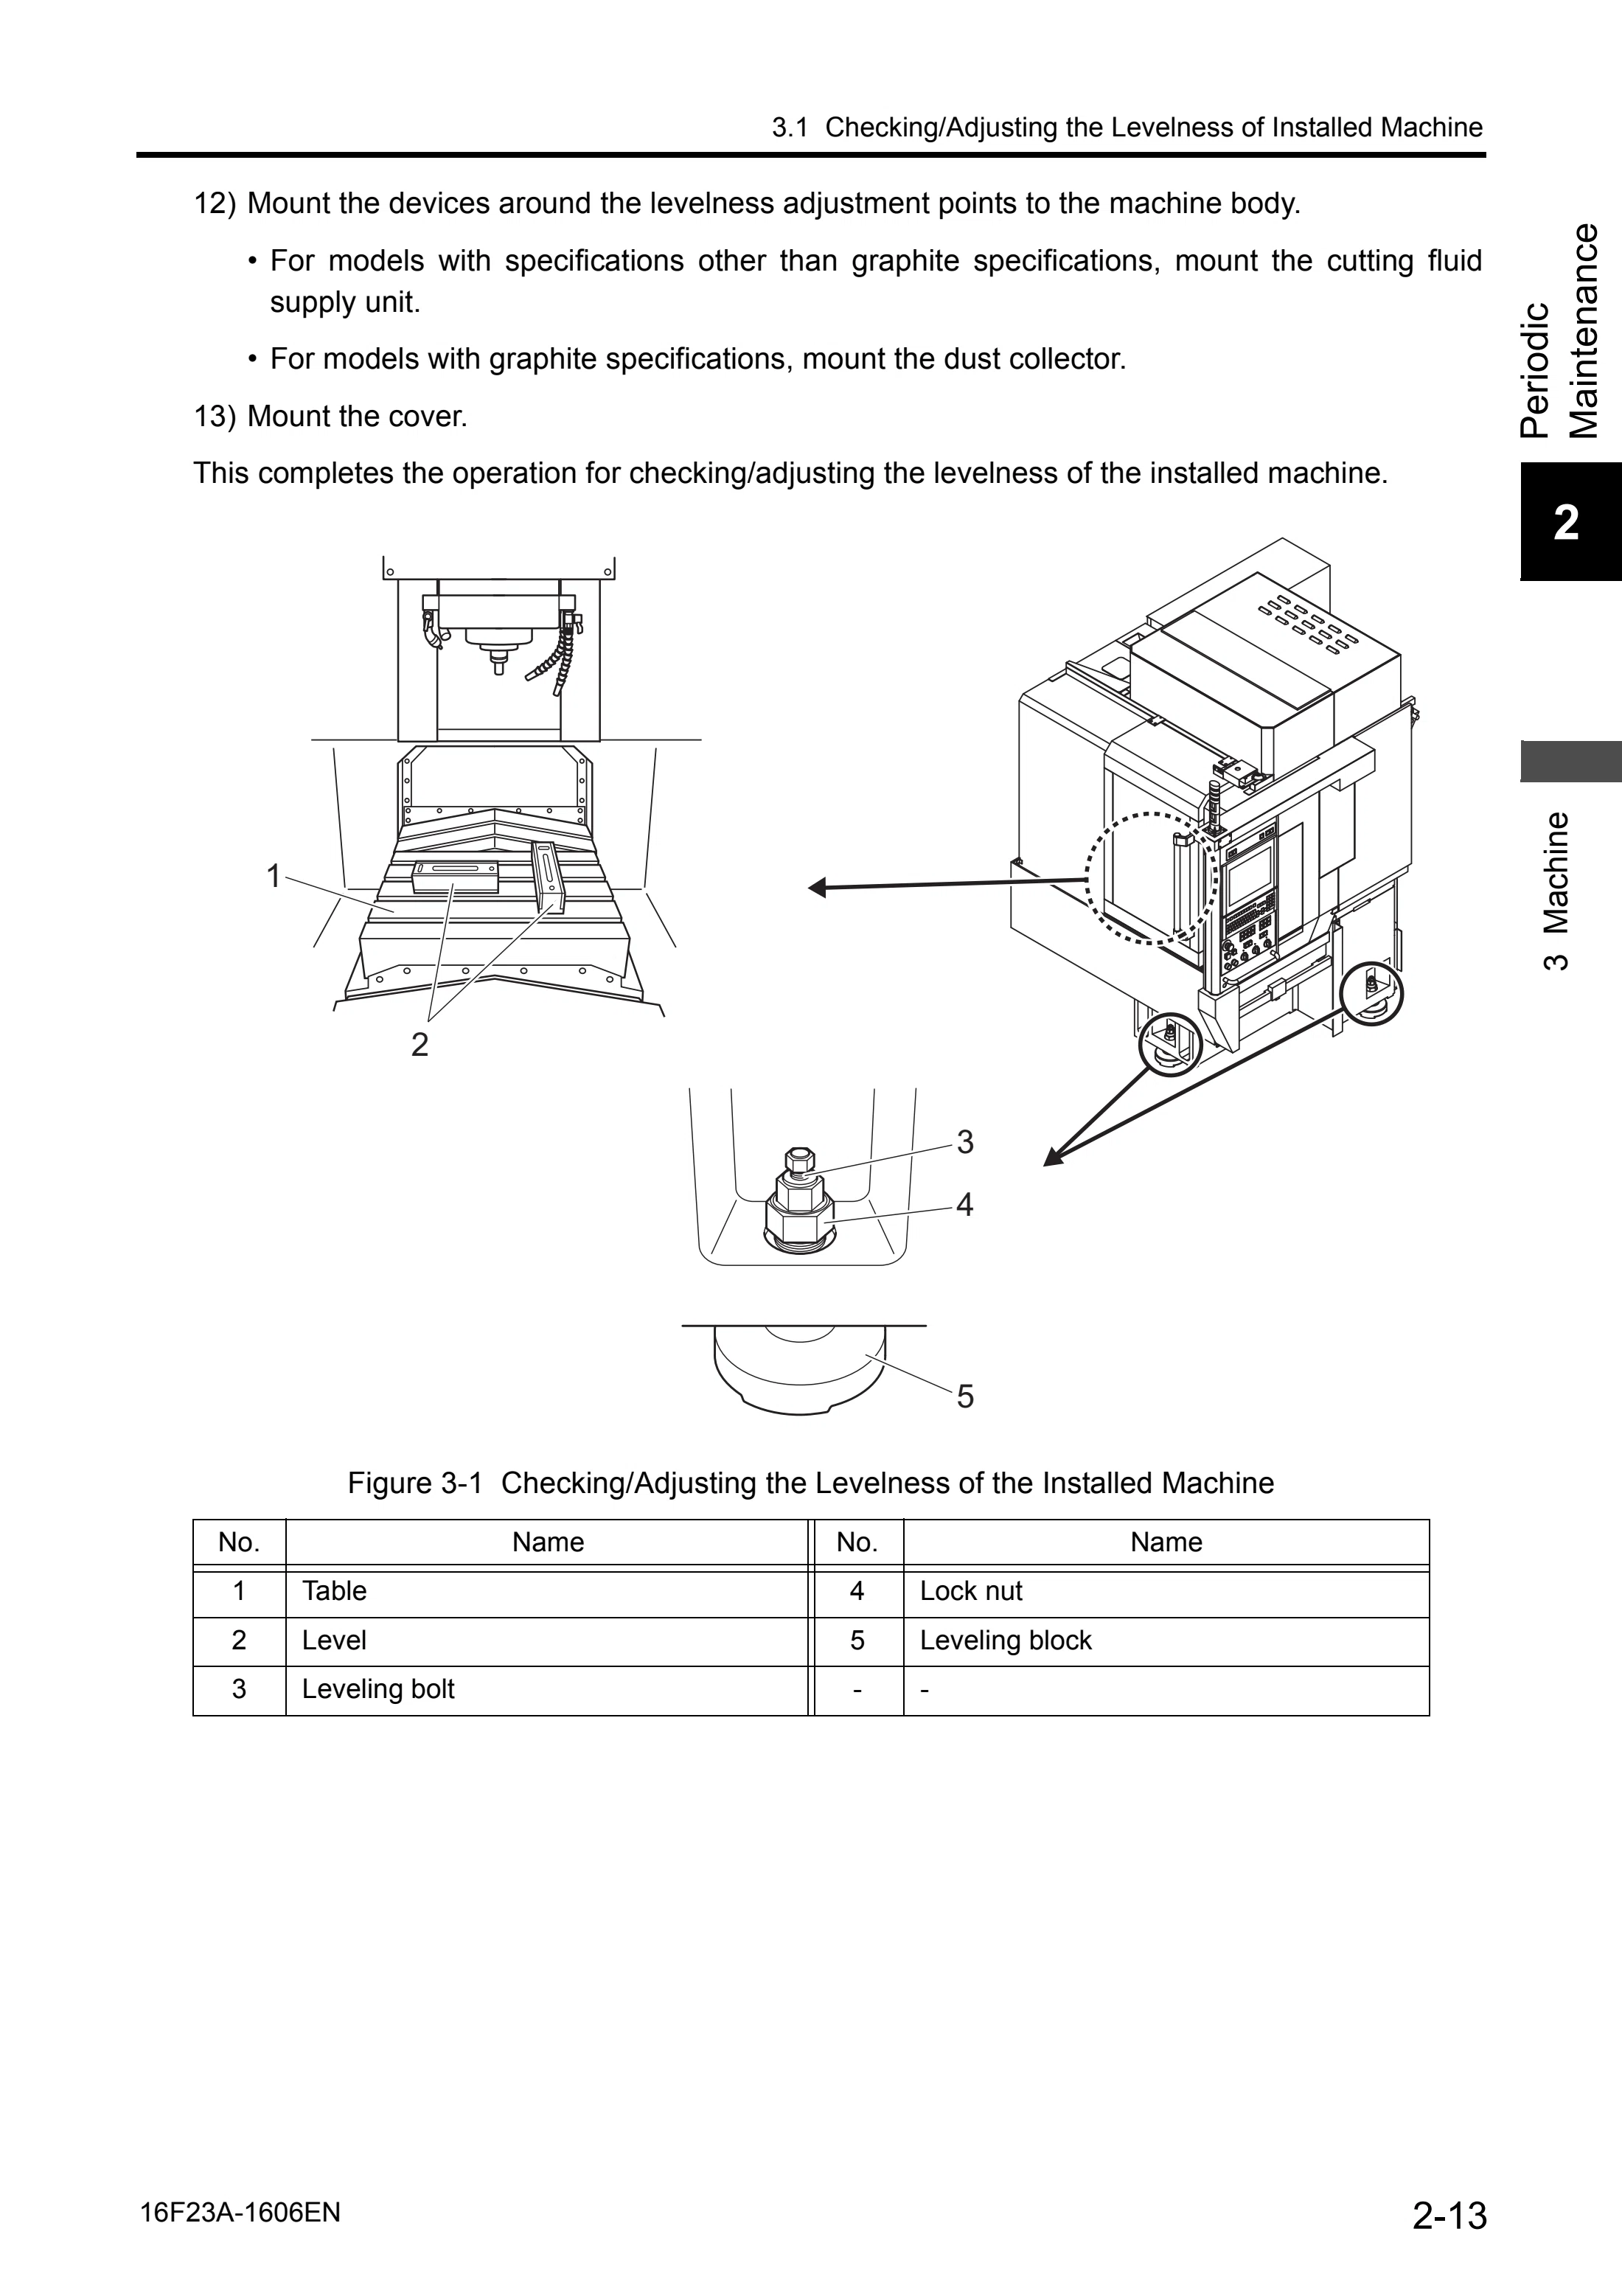 3.1 Checking/Adjusting the Levelness of Installed Machine
12) Mount the devices around the levelness adjustment points to the machine body.
• For models with specifications other than graphite specifications, mount the cutting fluid
supply unit.
• For models with graphite specifications, mount the dust collector.
13) Mount the cover.
This completes the operation for checking/adjusting the levelness of the installed machine.
Periodic
Maintenance
2
3 Machine
1
2
3
4
5
Figure 3-1 Checking/Adjusting the Levelness of the Installed Machine
No. Name No. Name
1 Table 4 Lock nut
2 Level 5 Leveling block
3 Leveling bolt - -
16F23A-1606EN
2-13